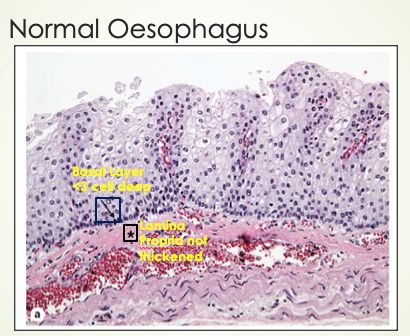 Normal Oesophagus
Basal Layer
<3 cell deep
Lamina
Propria not
thickened
a